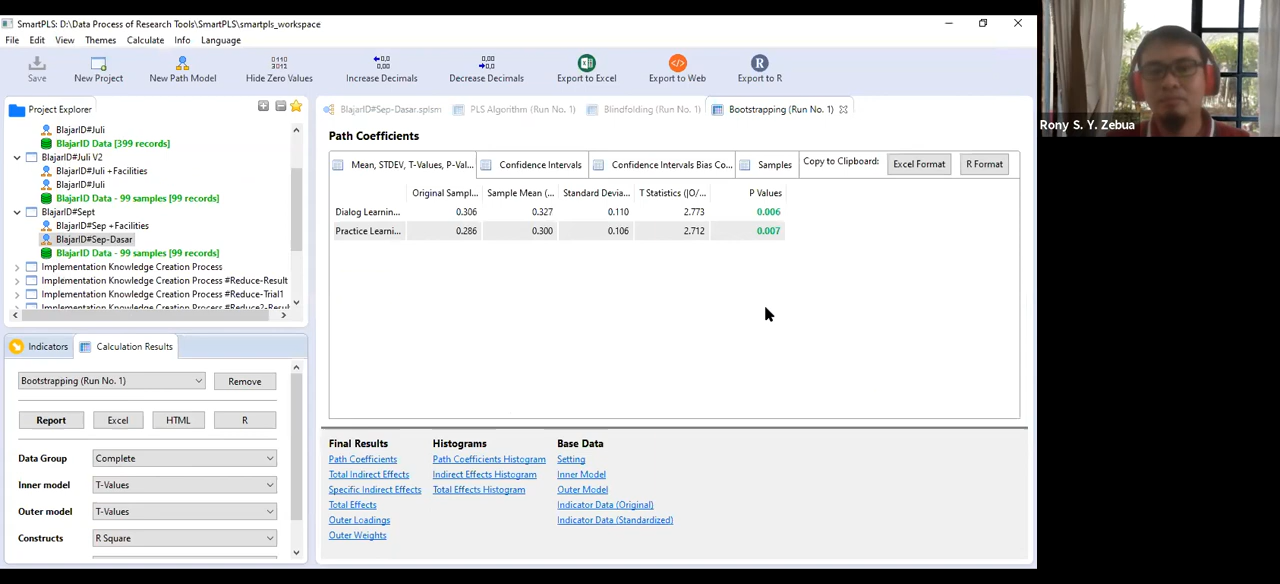 SmartPLS: D:\Data Process of Research Tools\SmartPLS\smartpls_workspace
File Edit View Themes Calculate Info Language
Save New Project New Path Model Hide Zero Values Increase Decimals Decrease Decimals Export to Excel Export to Web Export to R
Project Explorer
BlajarID#Juli
BlajarID Data [399 records]
BlajarID#Juli V2
BlajarID#Juli +Facilities
BlajarID#Juli
BlajarID Data - 99 samples [99 records]
BlajarID#Sept
BlajarID#Sep +Facilities
BlajarID#Sep-Dasar
BlajarID Data - 99 samples [99 records]
Implementation Knowledge Creation Process
Implementation Knowledge Creation Process #Reduce-Result
Implementation Knowledge Creation Process #Reduce-Trial1
Implementation Knowledge Creation Process #Reduce2-Result
Indicators Calculation Results
Bootstrapping (Run No. 1) Remove
Report Excel HTML R
Data Group Complete
Inner model T-Values
Outer model T-Values
Constructs R Square
BlajarID#Sep-Dasar.splsm PLS Algorithm (Run No. 1) Blindfolding (Run No. 1) Bootstrapping (Run No. 1)
Path Coefficients
Mean, STDEV, T-Values, P-Val... Confidence Intervals Confidence Intervals Bias Co... Samples Copy to Clipboard: Excel Format R Format
Original Sampl... Sample Mean (... Standard Devia... T Statistics (|O/... P Values
Dialog Learnin... 0.306 0.327 0.110 2.773 0.006
Practice Learni... 0.286 0.300 0.106 2.712 0.007
Final Results Histograms Base Data
Path Coefficients Path Coefficients Histogram Setting
Total Indirect Effects Indirect Effects Histogram Inner Model
Specific Indirect Effects Total Effects Histogram Outer Model
Total Effects Indicator Data (Original)
Outer Loadings Indicator Data (Standardized)
Outer Weights
Rony S. Y. Zebua